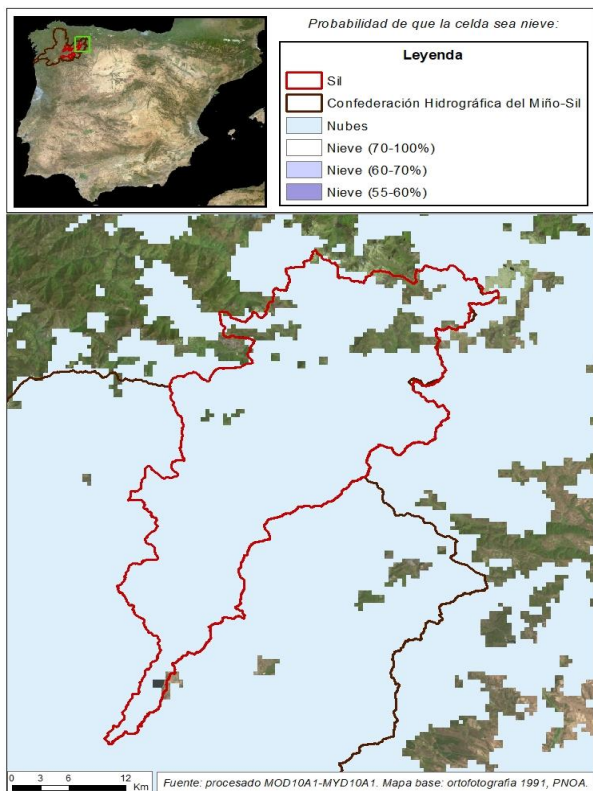 Probabilidad de que la celda sea nieve:
Leyenda
Sil
Confederación Hidrográfica del Miño-Sil
Nubes
Nieve (70-100%)
Nieve (60-70%)
Nieve (55-60%)
0 3 6 12
Km
Fuente: procesado MOD10A1-MYD10A1. Mapa base: ortofotografia 1991, PNOA.